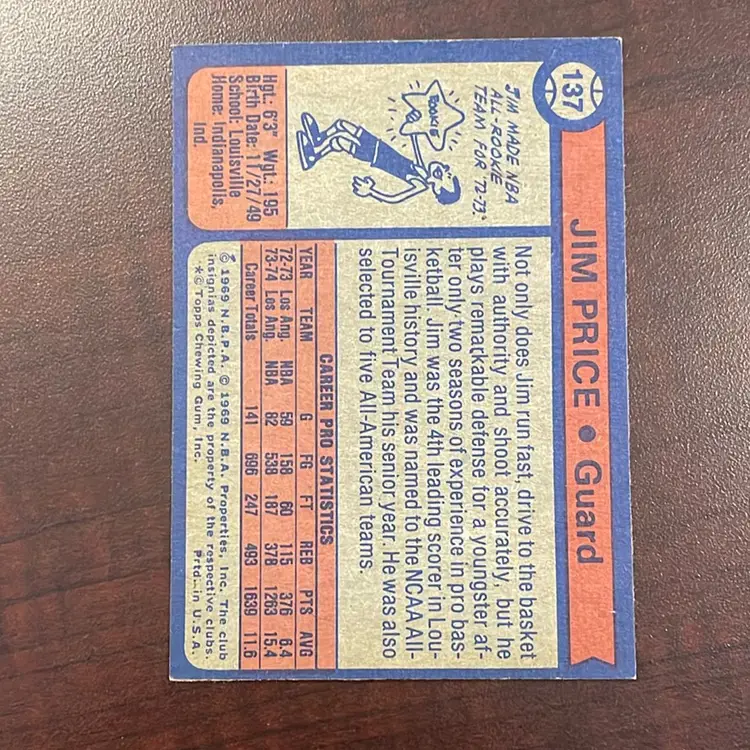 137
JIM PRICE • Guard
JIM MADE NBA
ALL-ROOKIE
TEAM FOR '72-73.
ROOKIE
Hgt.: 6'3" Wgt.: 195
Birth Date: 11/27/49
School: Louisville
Home: Indianapolis,
Ind.
Not only does Jim run fast, drive to the basket
with authority and shoot accurately, but he
plays remarkable defense for a youngster af-
ter only two seasons of experience in pro bas-
ketball. Jim was the 4th leading scorer in Lou-
isville history and was named to the NCAA All-
Tournament Team his senior year. He was also
selected to five All-American teams.
CAREER PRO STATISTICS
YEAR TEAM G FG FT REB PTS AVG
72-73 Los Ang. NBA 59 158 60 115 376 6.4
73-74 Los Ang. NBA 82 538 187 378 1263 15.4
Career Totals 141 696 247 493 1639 11.6
© 1969 N.B.P.A. © 1969 N.B.A. Properties, Inc. The club
insignias depicted are the property of the respective clubs.
*© Topps Chewing Gum, Inc. Prtd. in U.S.A.